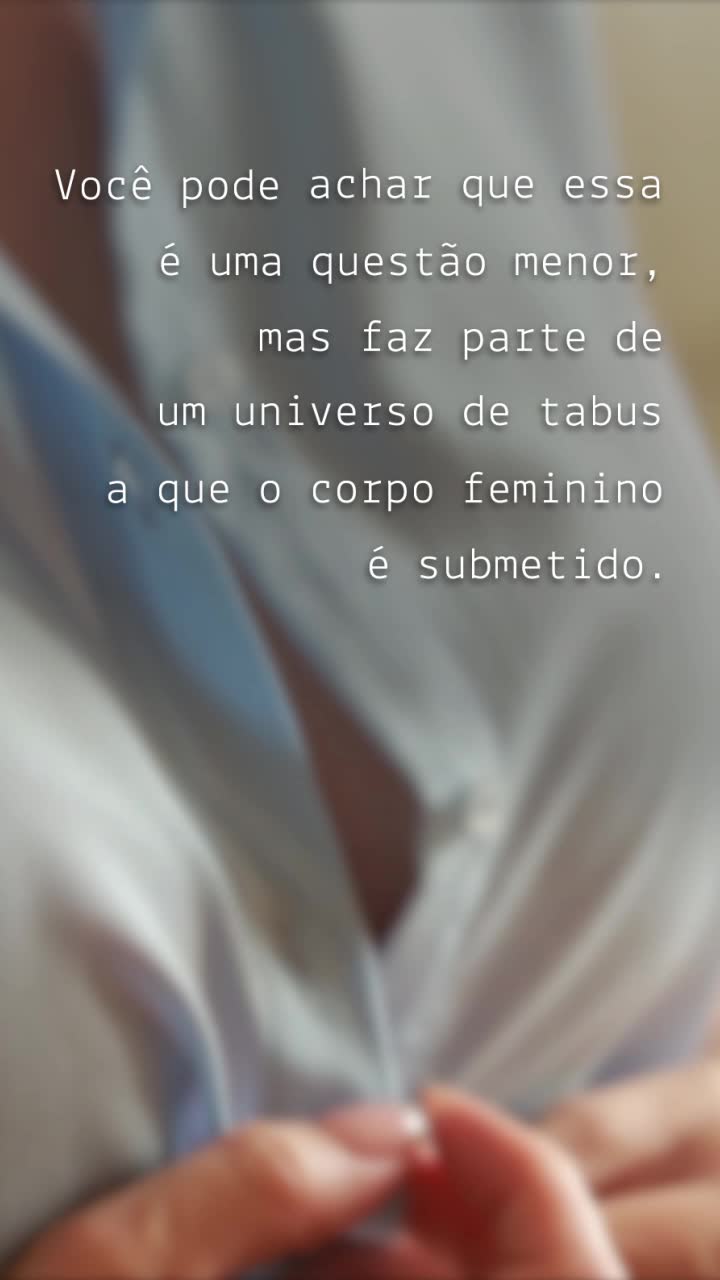 Você pode achar que essa
é uma questão menor,
mas faz parte de
um universo de tabus
a que o corpo feminino
é submetido.